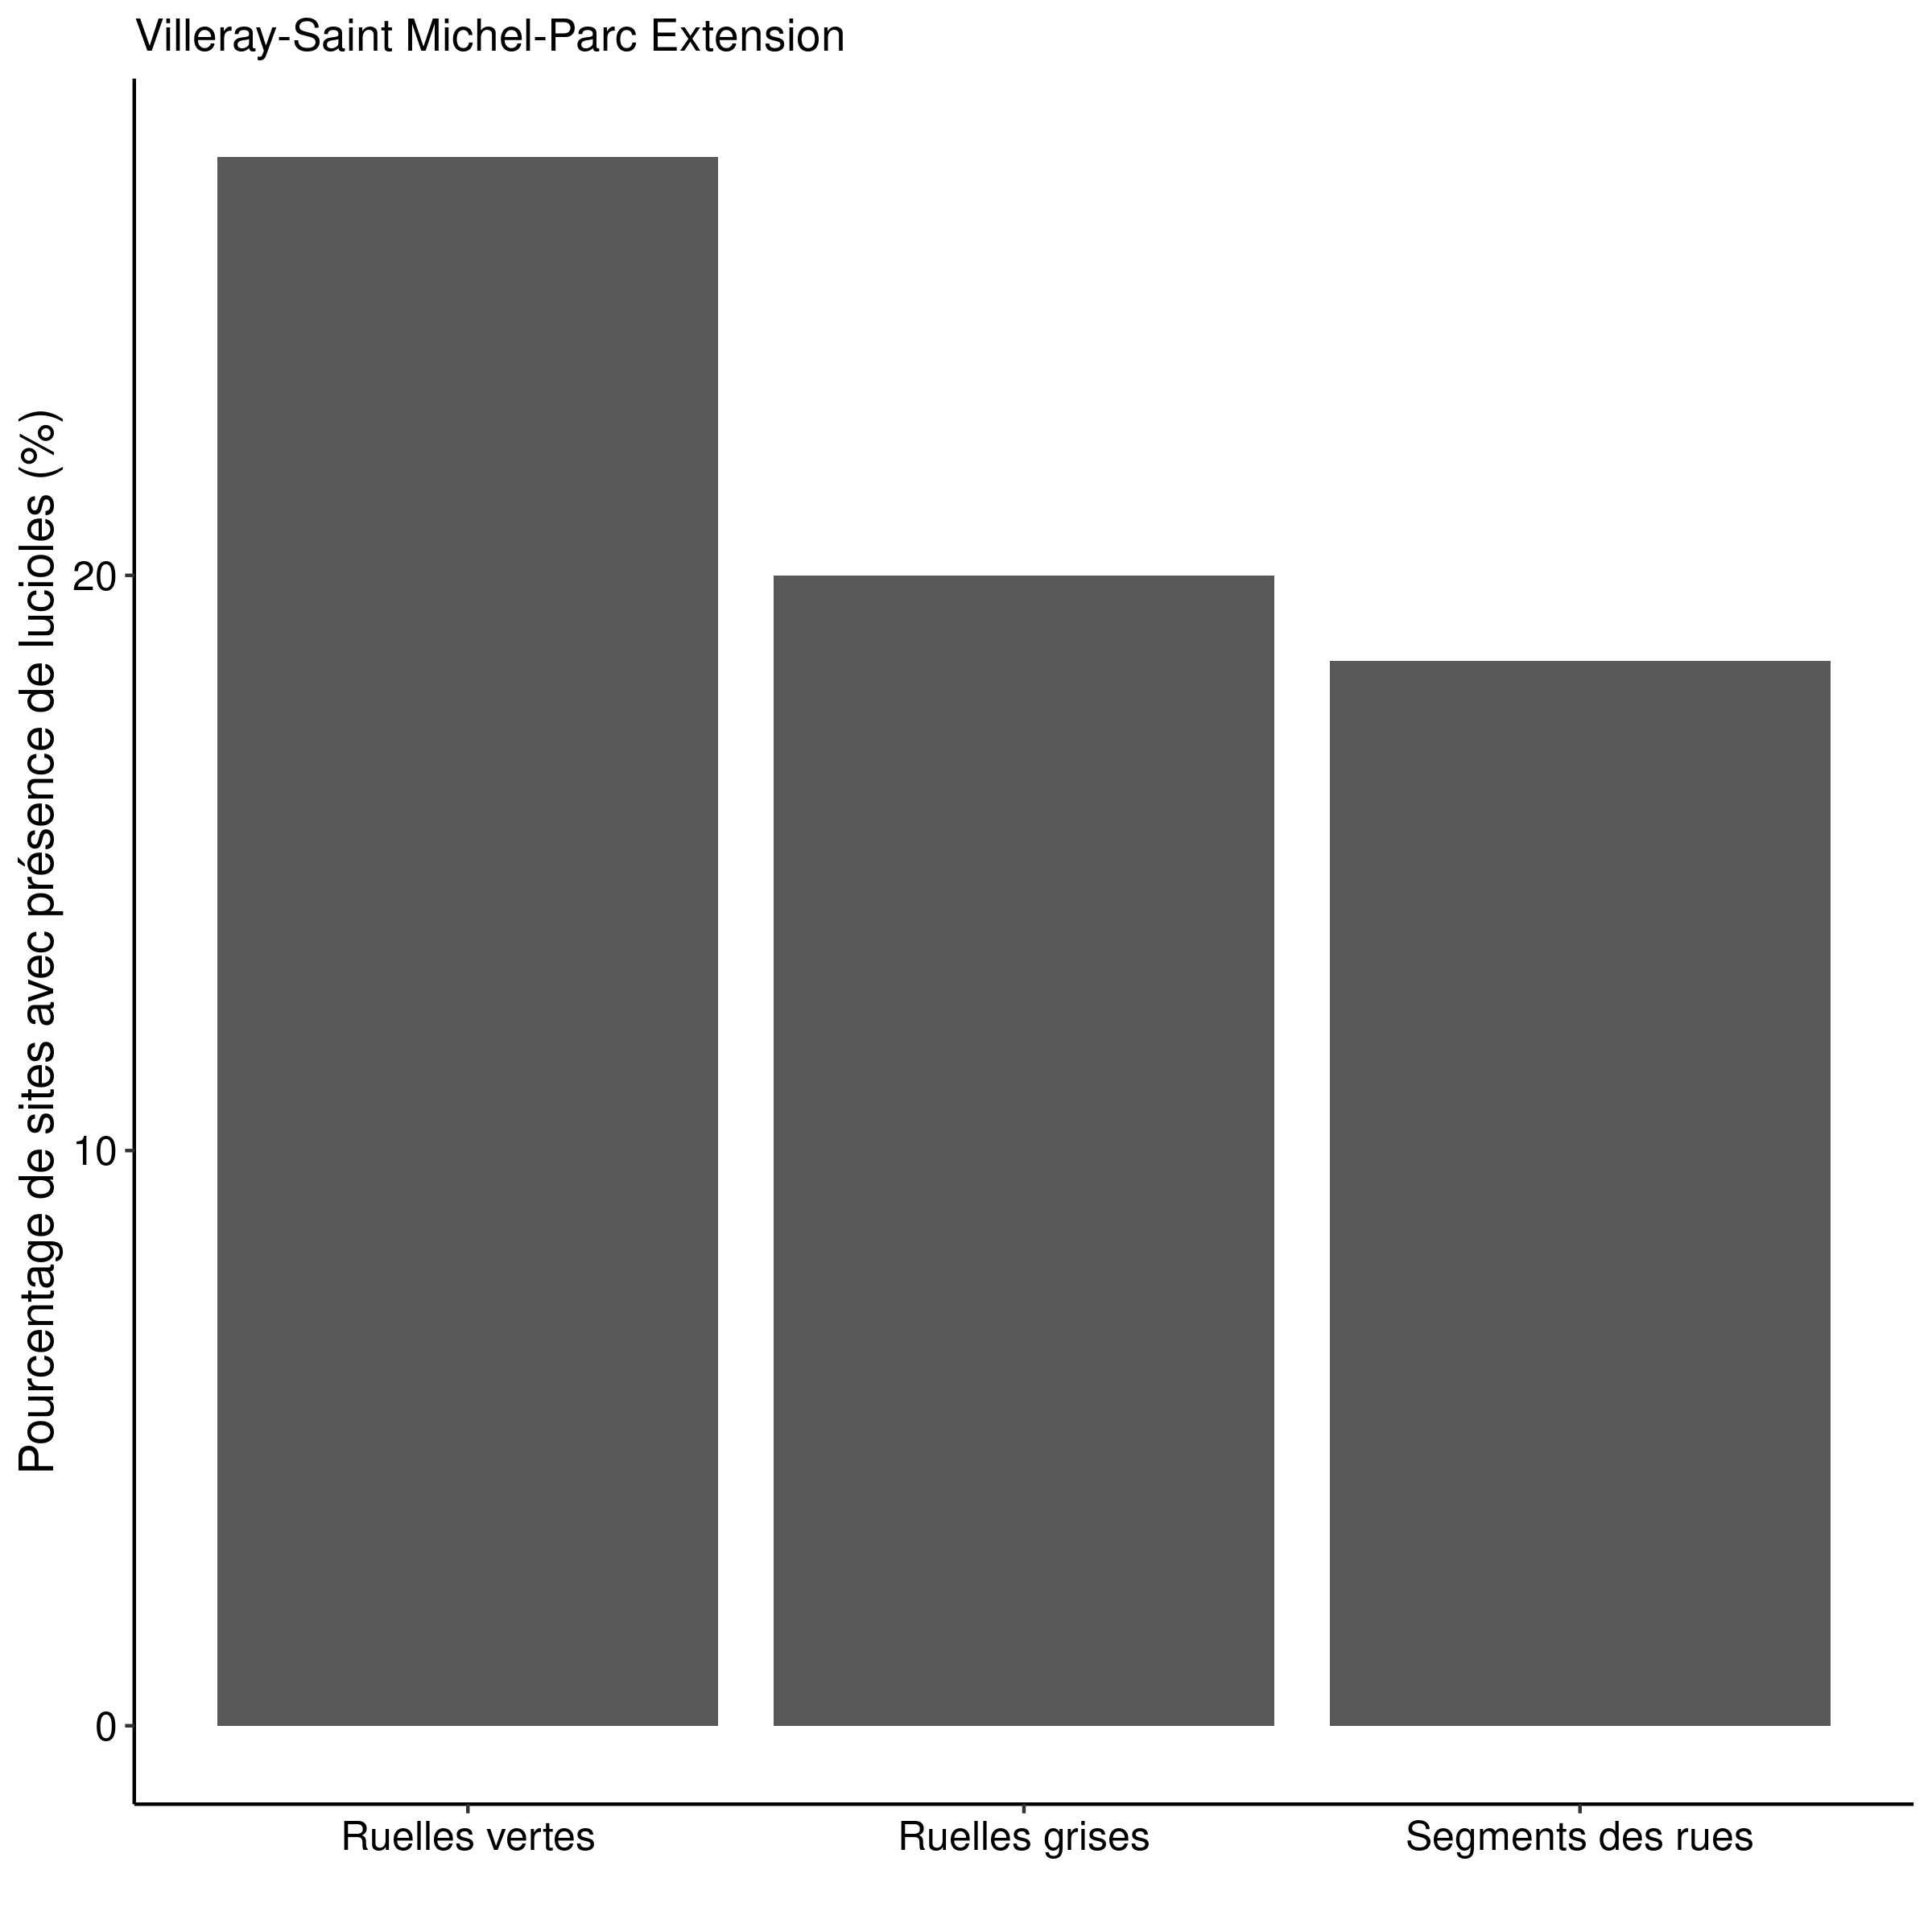 Villeray-Saint Michel-Parc Extension
Pourcentage de sites avec présence de lucioles (%)
20
10
0
Ruelles vertes
Ruelles grises
Segments des rues